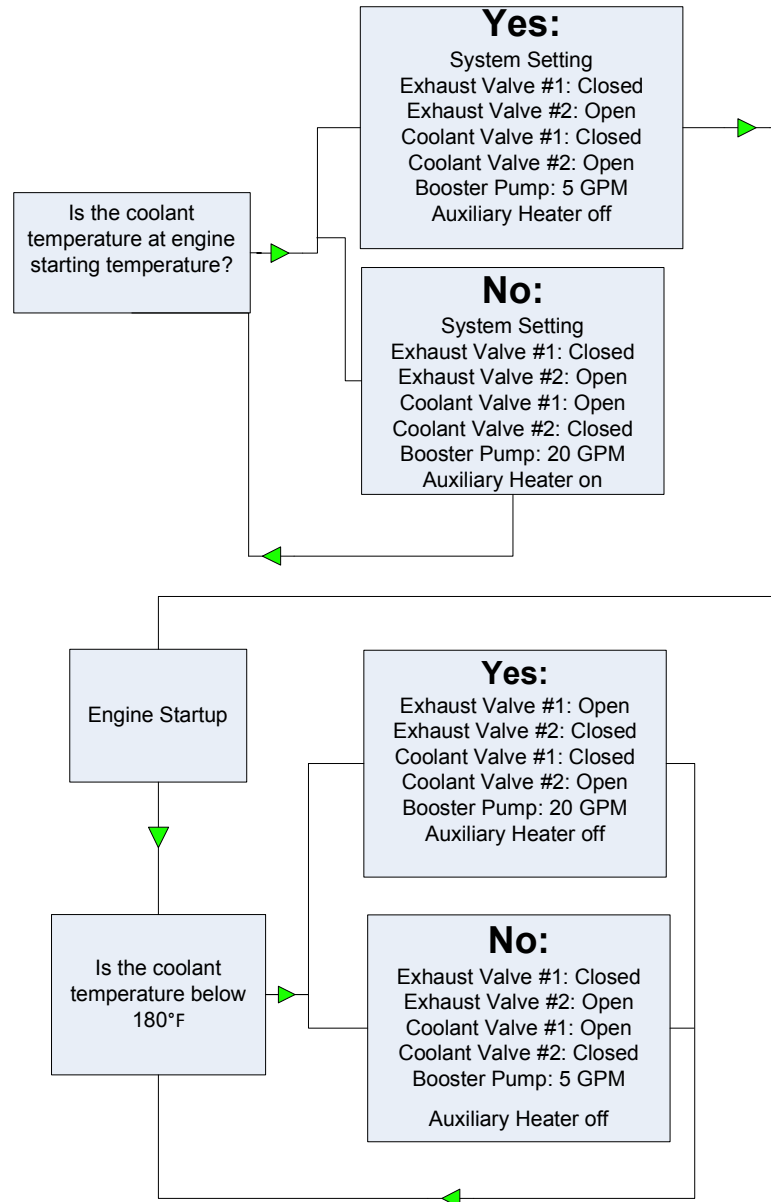 Is the coolant
temperature at engine
starting temperature?
Yes:
System Setting
Exhaust Valve #1: Closed
Exhaust Valve #2: Open
Coolant Valve #1: Closed
Coolant Valve #2: Open
Booster Pump: 5 GPM
Auxiliary Heater off
No:
System Setting
Exhaust Valve #1: Closed
Exhaust Valve #2: Open
Coolant Valve #1: Open
Coolant Valve #2: Closed
Booster Pump: 20 GPM
Auxiliary Heater on
Engine Startup
Is the coolant
temperature below
180°F
Yes:
Exhaust Valve #1: Open
Exhaust Valve #2: Closed
Coolant Valve #1: Closed
Coolant Valve #2: Open
Booster Pump: 20 GPM
Auxiliary Heater off
No:
Exhaust Valve #1: Closed
Exhaust Valve #2: Open
Coolant Valve #1: Open
Coolant Valve #2: Closed
Booster Pump: 5 GPM
Auxiliary Heater off